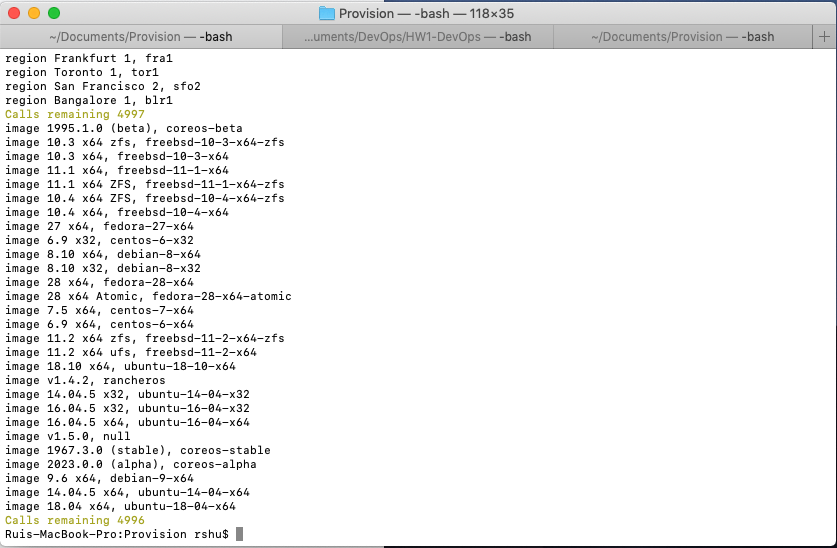 Provision — -bash — 118×35
~/Documents/Provision — -bash
...uments/DevOps/HW1-DevOps — -bash
~/Documents/Provision — -bash
+
region Frankfurt 1, fra1
region Toronto 1, tor1
region San Francisco 2, sfo2
region Bangalore 1, blr1
Calls remaining 4997
image 1995.1.0 (beta), coreos-beta
image 10.3 x64 zfs, freebsd-10-3-x64-zfs
image 10.3 x64, freebsd-10-3-x64
image 11.1 x64, freebsd-11-1-x64
image 11.1 x64 ZFS, freebsd-11-1-x64-zfs
image 10.4 x64 ZFS, freebsd-10-4-x64-zfs
image 10.4 x64, freebsd-10-4-x64
image 27 x64, fedora-27-x64
image 6.9 x32, centos-6-x32
image 8.10 x64, debian-8-x64
image 8.10 x32, debian-8-x32
image 28 x64, fedora-28-x64
image 28 x64 Atomic, fedora-28-x64-atomic
image 7.5 x64, centos-7-x64
image 6.9 x64, centos-6-x64
image 11.2 x64 zfs, freebsd-11-2-x64-zfs
image 11.2 x64 ufs, freebsd-11-2-x64
image 18.10 x64, ubuntu-18-10-x64
image v1.4.2, rancheros
image 14.04.5 x32, ubuntu-14-04-x32
image 16.04.5 x32, ubuntu-16-04-x32
image 16.04.5 x64, ubuntu-16-04-x64
image v1.5.0, null
image 1967.3.0 (stable), coreos-stable
image 2023.0.0 (alpha), coreos-alpha
image 9.6 x64, debian-9-x64
image 14.04.5 x64, ubuntu-14-04-x64
image 18.04 x64, ubuntu-18-04-x64
Calls remaining 4996
Ruis-MacBook-Pro:Provision rshu$